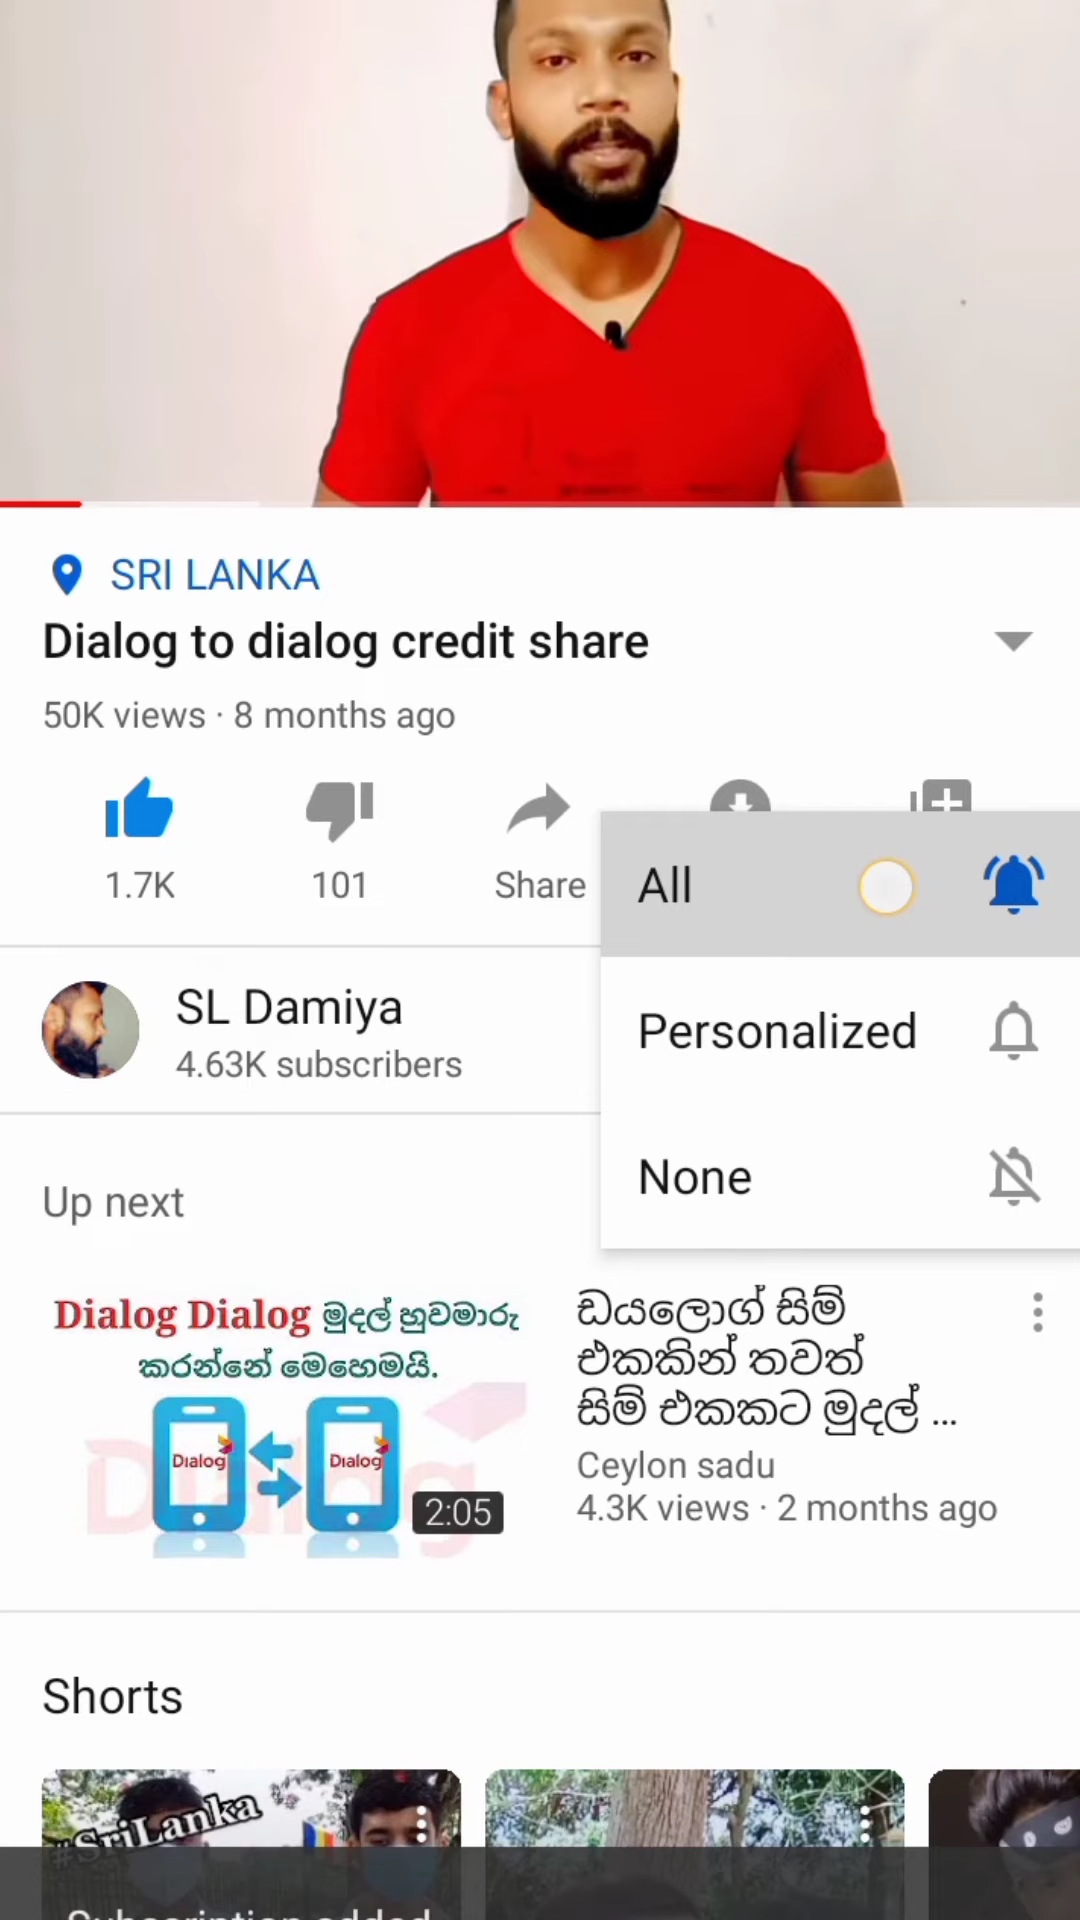 SRI LANKA
Dialog to dialog credit share
50K views · 8 months ago
1.7K
101
Share
All
Personalized
None
SL Damiya
4.63K subscribers
Up next
Dialog Dialog මුදල් හුවමාරු
කරන්නේ මෙහෙමයි.
Dialog
Dialog
2:05
ඩයලොග් සිම්
එකකින් තවත්
සිම් එකකට මුදල් ...
Ceylon sadu
4.3K views · 2 months ago
Shorts
#SriLanka
Subscription added